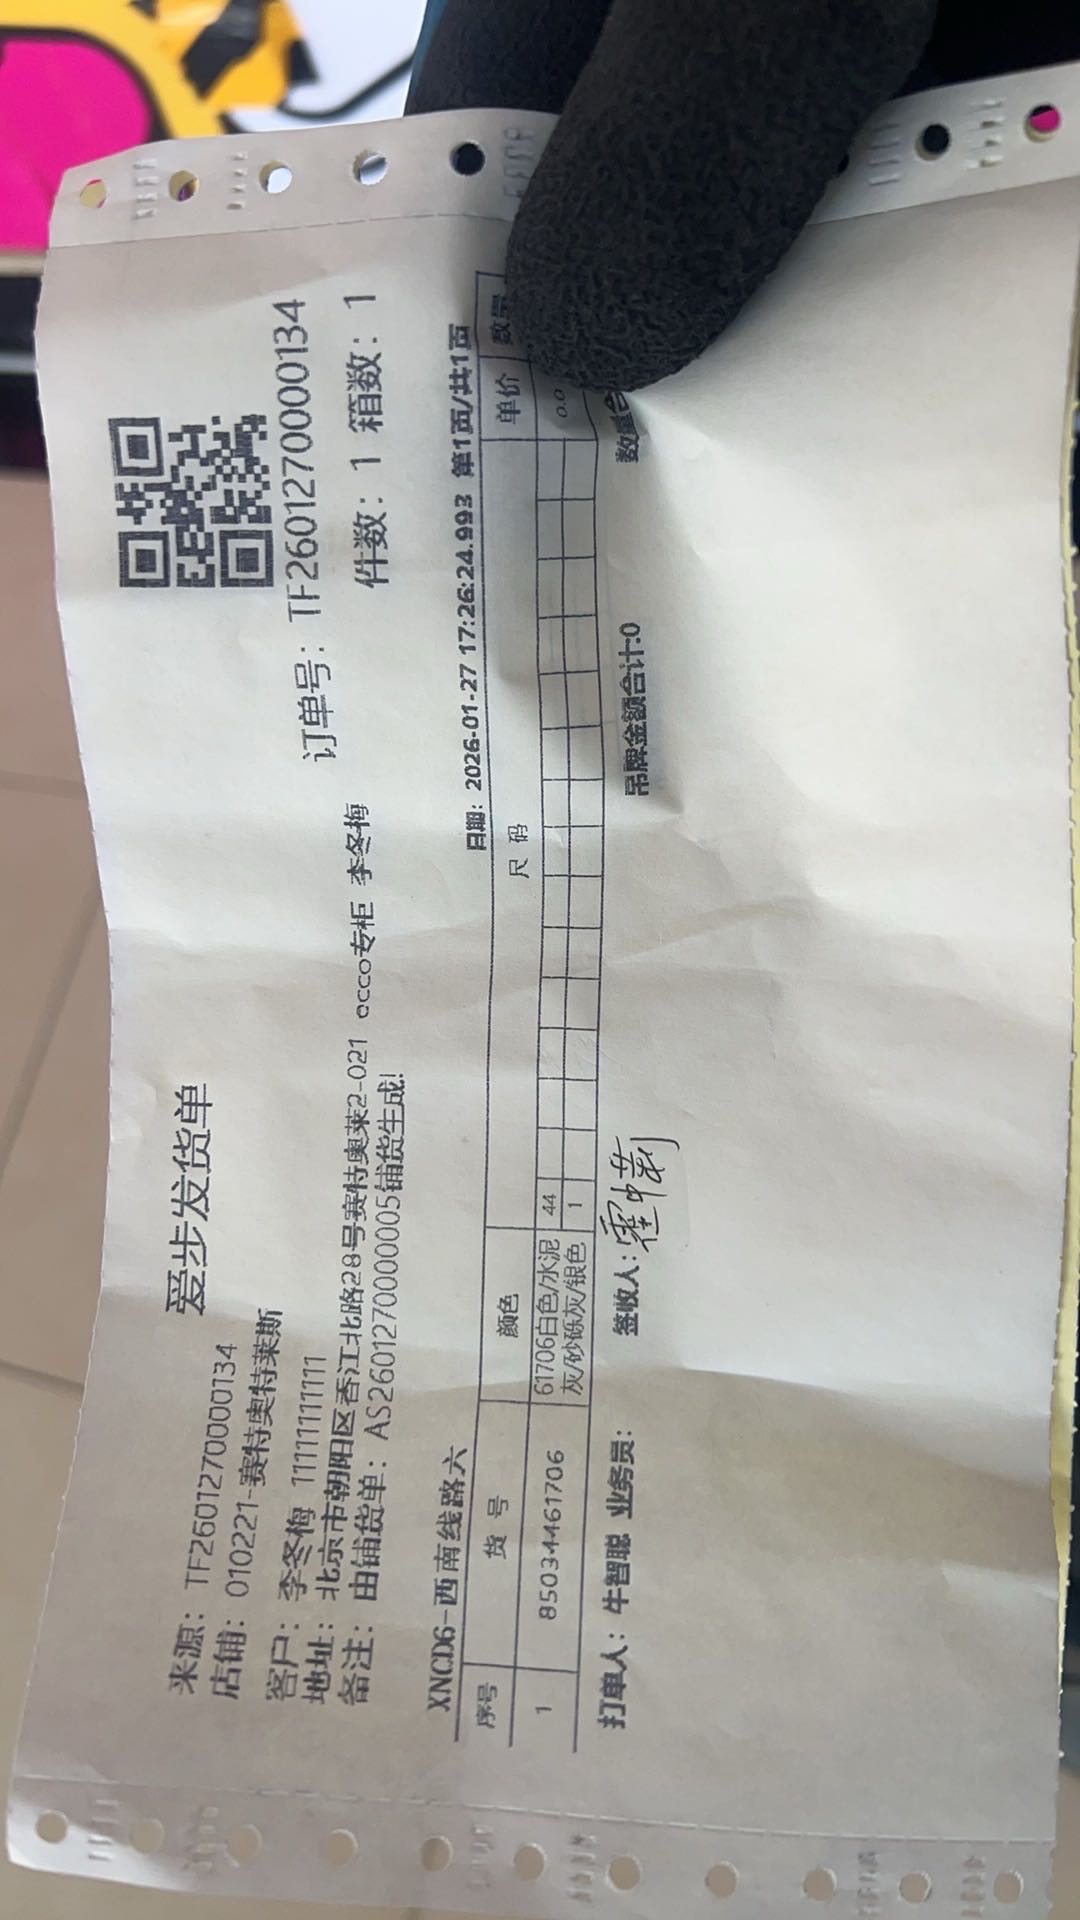 爱步发货单
来源：TF260127000013​4
店铺：010221-赛特奥特莱斯
订单号：TF2601270000134
客户：李冬梅 11111111111
件数：1 箱数：1
地址：北京市朝阳区香江北路28号赛特奥莱2-021 ecco专柜 李冬梅
备注：由铺货单：AS2601270000005铺货生成!
XNCD6-西南线路六 日期：2026-01-27 17:26:24.993 第1页/共1页
序号 货号 颜色 尺码 单价 数量
1 85034461706 61706白色/水泥灰/砂砾灰/银色 44 0.0
1
打单人：牛智聪 业务员： 签收人： 吊牌金额合计:0 数量合